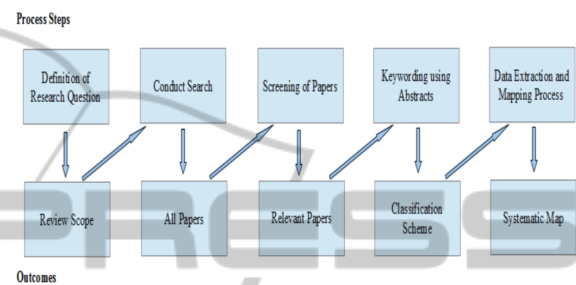 Process Steps
Definition of
Research Question
Conduct Search
Screening of Papers
Keywording using
Abstracts
Data Extraction and
Mapping Process
Review Scope
All Papers
Relevant Papers
Classification
Scheme
Systematic Map
Outcomes
PRESS